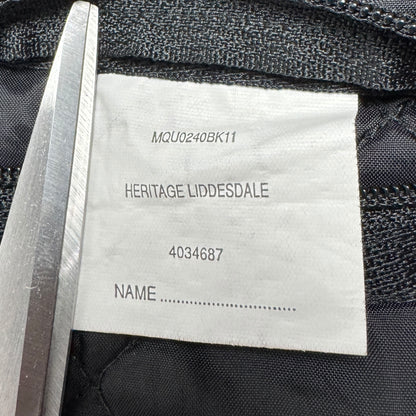 MQU0240BK11
HERITAGE LIDDESDALE
4034687
NAME ..............................